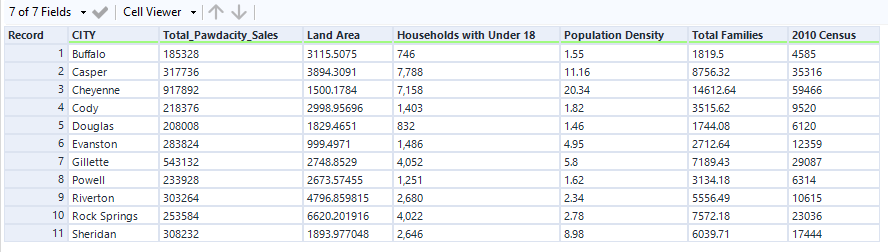 7 of 7 Fields Cell Viewer
Record CITY Total_Pawdacity_Sales Land Area Households with Under 18 Population Density Total Families 2010 Census
1 Buffalo 185328 3115.5075 746 1.55 1819.5 4585
2 Casper 317736 3894.3091 7,788 11.16 8756.32 35316
3 Cheyenne 917892 1500.1784 7,158 20.34 14612.64 59466
4 Cody 218376 2998.95696 1,403 1.82 3515.62 9520
5 Douglas 208008 1829.4651 832 1.46 1744.08 6120
6 Evanston 283824 999.4971 1,486 4.95 2712.64 12359
7 Gillette 543132 2748.8529 4,052 5.8 7189.43 29087
8 Powell 233928 2673.57455 1,251 1.62 3134.18 6314
9 Riverton 303264 4796.859815 2,680 2.34 5556.49 10615
10 Rock Springs 253584 6620.201916 4,022 2.78 7572.18 23036
11 Sheridan 308232 1893.977048 2,646 8.98 6039.71 17444